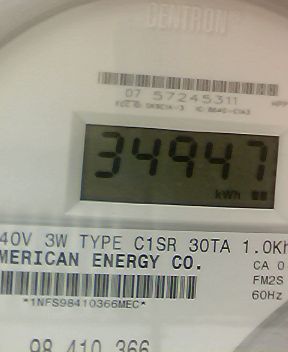 CENTRON
07 57245311
34947
kWh
40V 3W TYPE C1SR 30TA 1.0Kh
MERICAN ENERGY CO.
CA 0
FM2S
60Hz
*1NFS98410366MEC*
98 410 366